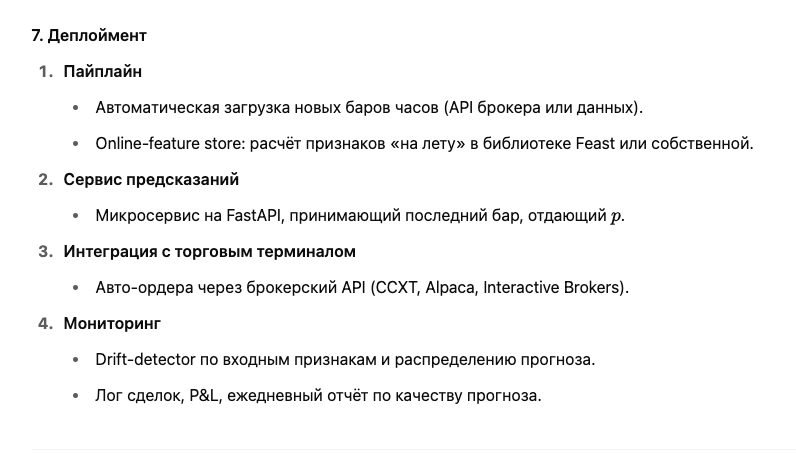 7. Деплоймент
1. Пайплайн
• Автоматическая загрузка новых баров часов (API брокера или данных).
• Online-feature store: расчёт признаков «на лету» в библиотеке Feast или собственной.
2. Сервис предсказаний
• Микросервис на FastAPI, принимающий последний бар, отдающий p.
3. Интеграция с торговым терминалом
• Авто-ордера через брокерский API (CCXT, Alpaca, Interactive Brokers).
4. Мониторинг
• Drift-detector по входным признакам и распределению прогноза.
• Лог сделок, P&L, ежедневный отчёт по качеству прогноза.